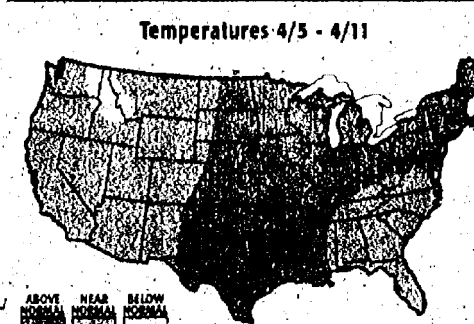 Temperatures 4/5 - 4/11
ABOVE NEAR BELOW
NORMAL NORMAL NORMAL